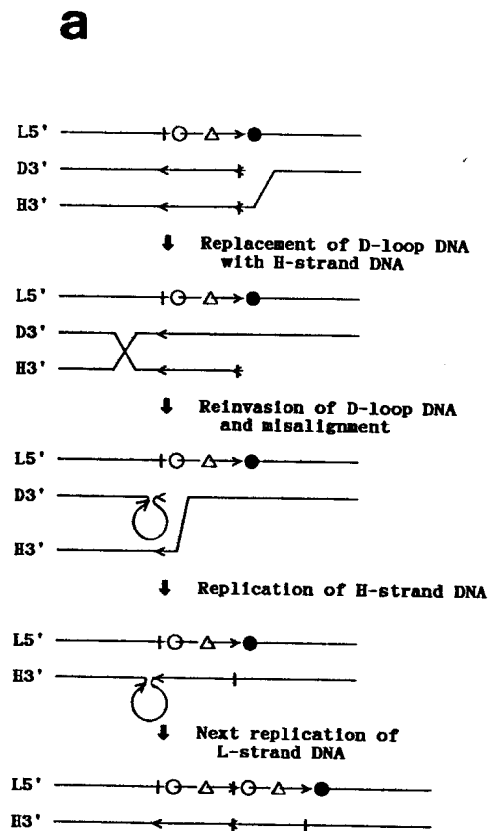 a
L5'
D3'
H3'
Replacement of D-loop DNA
with H-strand DNA
L5'
D3'
H3'
Reinvasion of D-loop DNA
and misalignment
L5'
D3'
H3'
Replication of H-strand DNA
L5'
H3'
Next replication of
L-strand DNA
L5'
H3'